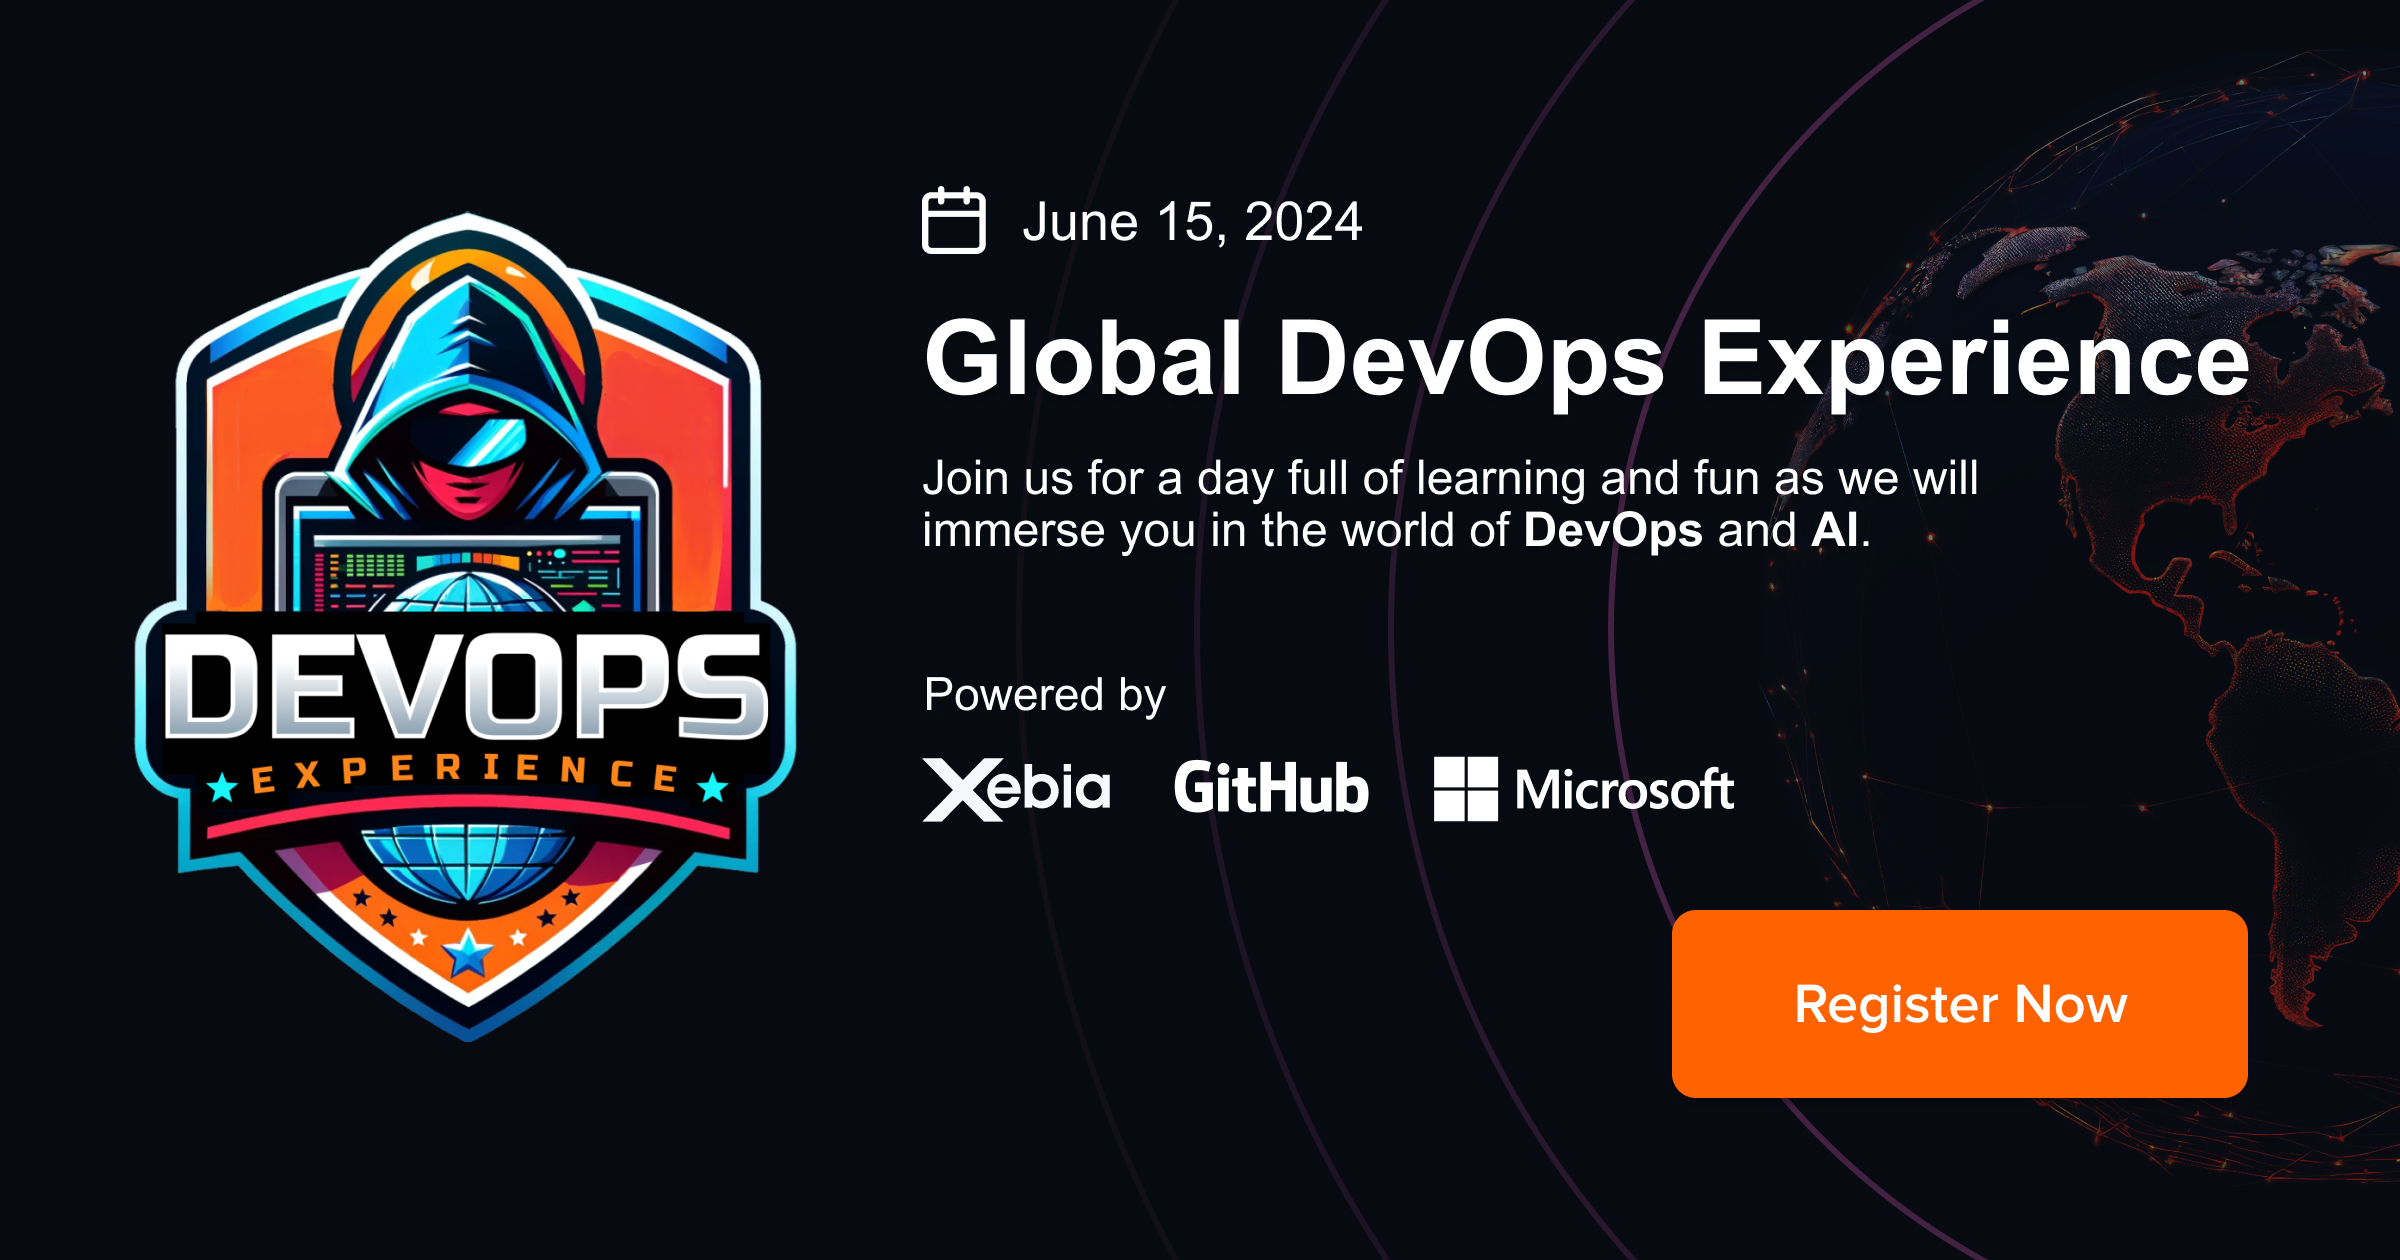 DEVOPS
EXPERIENCE
June 15, 2024
Global DevOps Experience
Join us for a day full of learning and fun as we will
immerse you in the world of DevOps and AI.
Powered by
Xebia GitHub Microsoft
Register Now